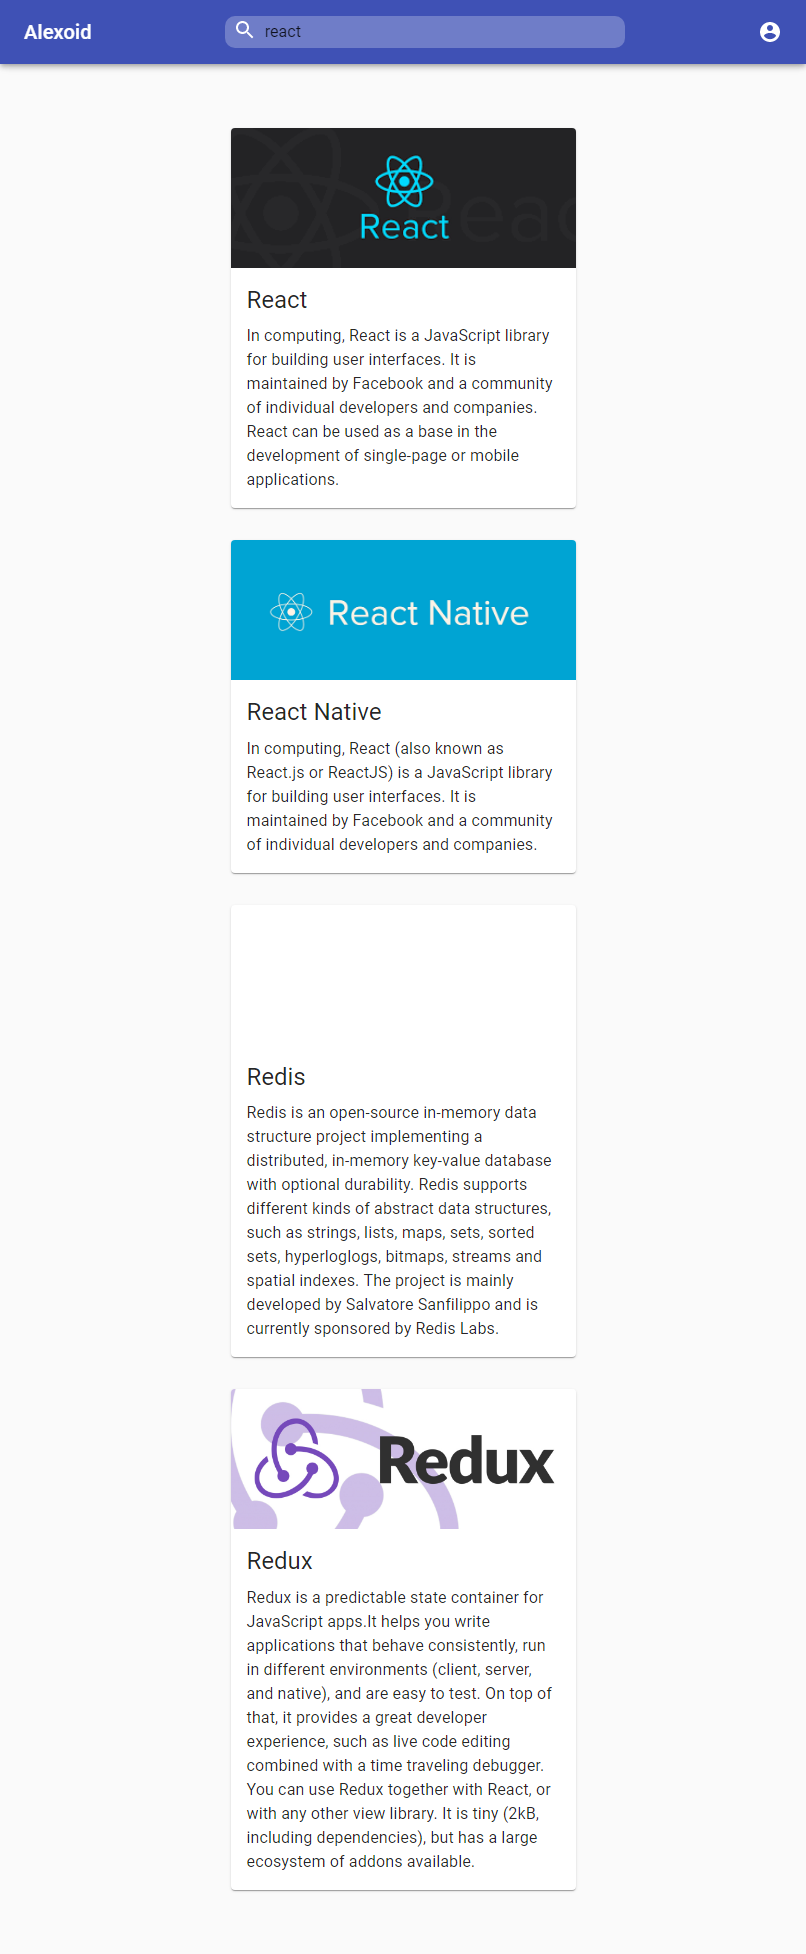 Alexoid
react
React
React
React
In computing, React is a JavaScript library
for building user interfaces. It is
maintained by Facebook and a community
of individual developers and companies.
React can be used as a base in the
development of single-page or mobile
applications.
React Native
React Native
In computing, React (also known as
React.js or ReactJS) is a JavaScript library
for building user interfaces. It is
maintained by Facebook and a community
of individual developers and companies.
Redis
Redis is an open-source in-memory data
structure project implementing a
distributed, in-memory key-value database
with optional durability. Redis supports
different kinds of abstract data structures,
such as strings, lists, maps, sets, sorted
sets, hyperloglogs, bitmaps, streams and
spatial indexes. The project is mainly
developed by Salvatore Sanfilippo and is
currently sponsored by Redis Labs.
Redux
Redux
Redux is a predictable state container for
JavaScript apps.It helps you write
applications that behave consistently, run
in different environments (client, server,
and native), and are easy to test. On top of
that, it provides a great developer
experience, such as live code editing
combined with a time traveling debugger.
You can use Redux together with React, or
with any other view library. It is tiny (2kB,
including dependencies), but has a large
ecosystem of addons available.